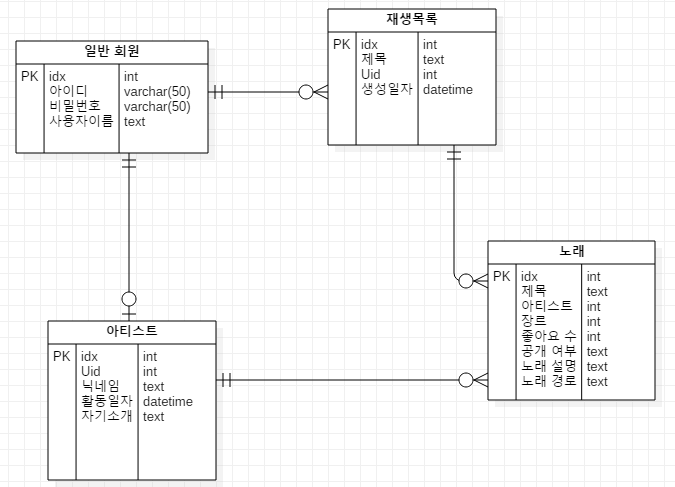 재생목록
PK idx int
제목 text
Uid int
생성일자 datetime
일반 회원
PK idx int
아이디 varchar(50)
비밀번호 varchar(50)
사용자이름 text
노래
PK idx int
제목 text
아티스트 int
장르 int
좋아요 수 int
공개 여부 text
노래 설명 text
노래 경로 text
아티스트
PK idx int
Uid int
닉네임 text
활동일자 datetime
자기소개 text